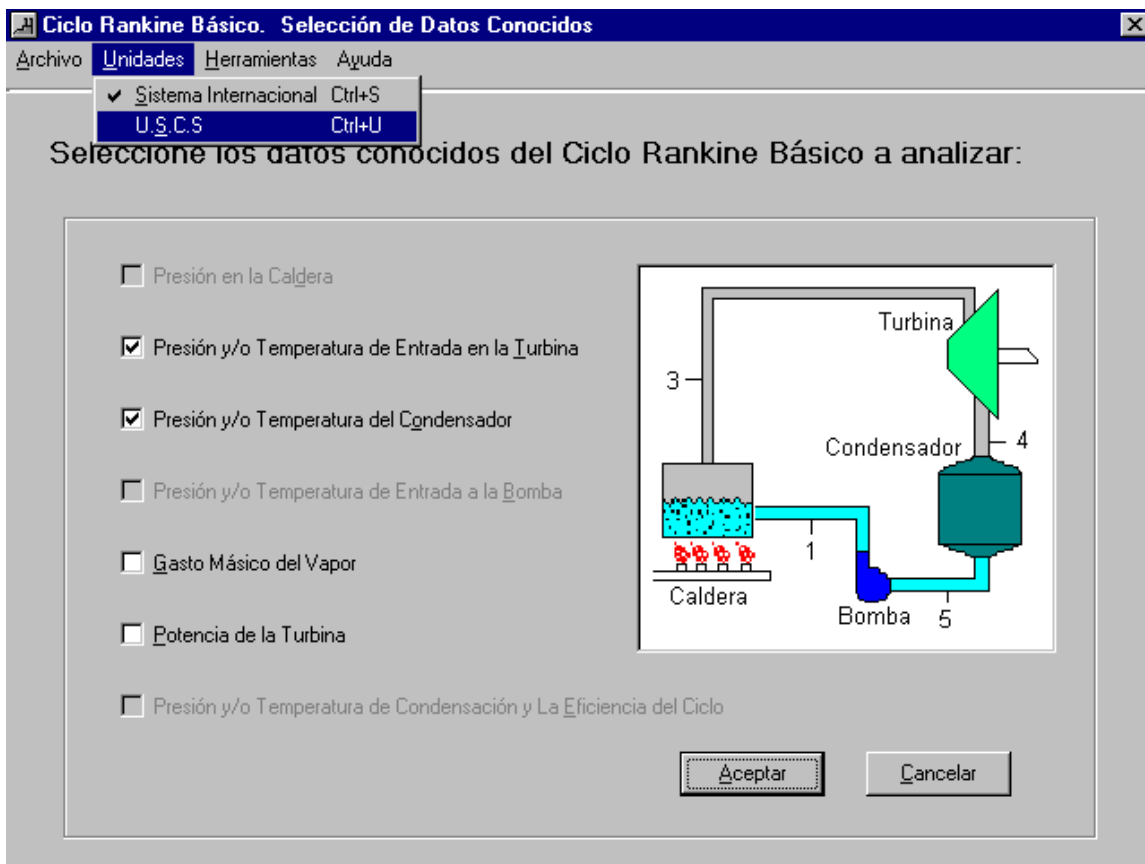 Ciclo Rankine Básico. Selección de Datos Conocidos
Archivo Unidades Herramientas Ayuda
Sistema Internacional Ctrl+S
U.S.C.S Ctrl+U
Seleccione los datos conocidos del Ciclo Rankine Básico a analizar:
Presión en la Caldera
Presión y/o Temperatura de Entrada en la Turbina
Presión y/o Temperatura del Condensador
Presión y/o Temperatura de Entrada a la Bomba
Gasto Másico del Vapor
Potencia de la Turbina
Presión y/o Temperatura de Condensación y La Eficiencia del Ciclo
Turbina
3
Condensador
4
1
Caldera
Bomba
5
Aceptar
Cancelar